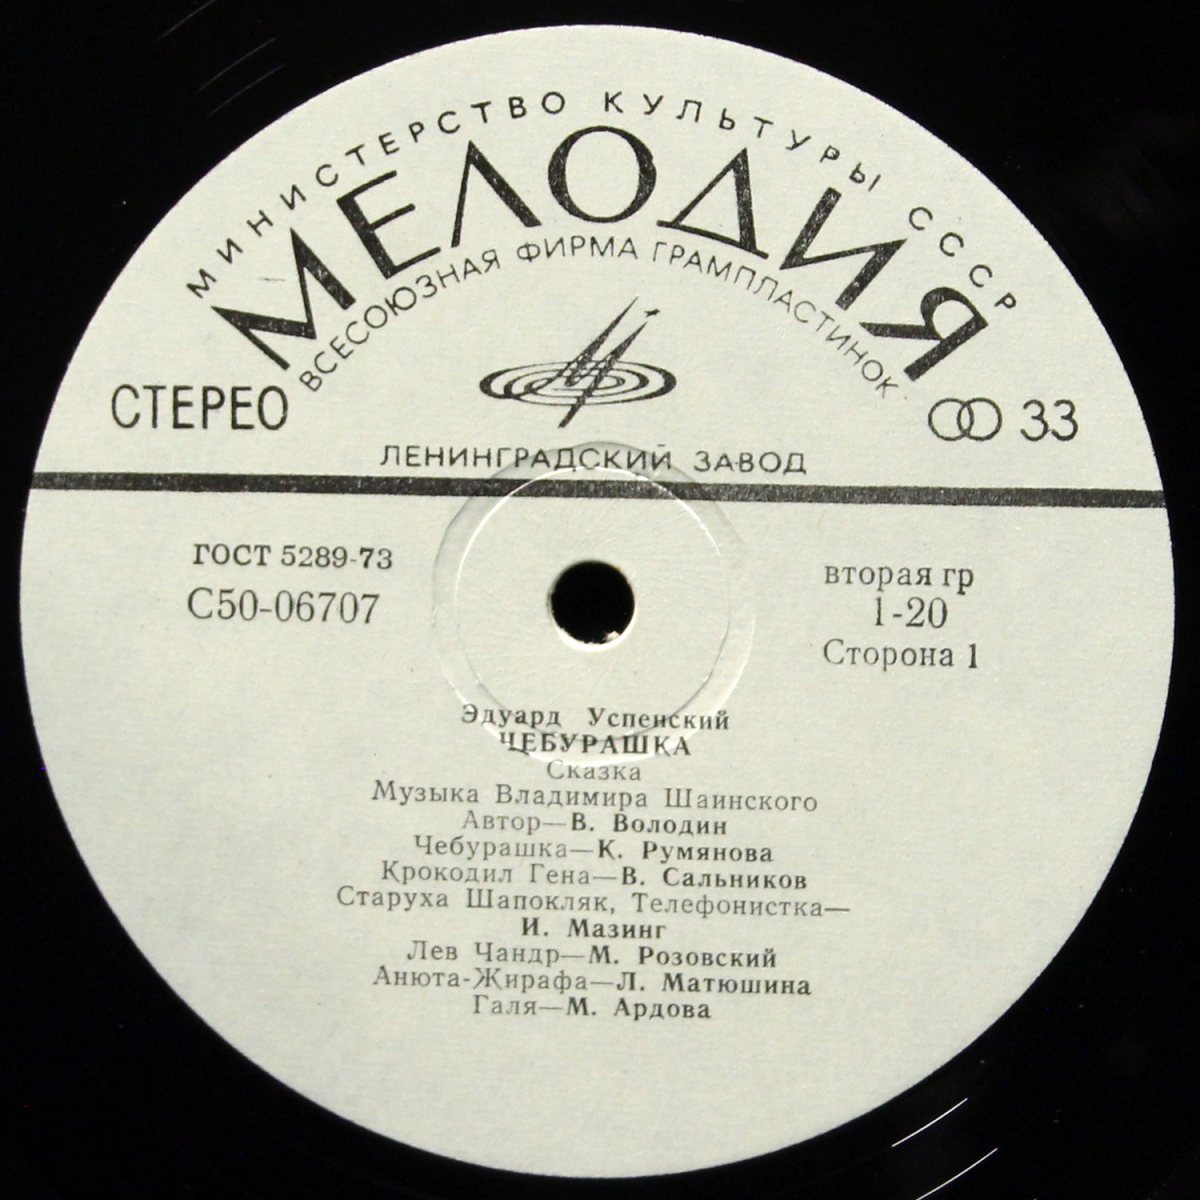 МИНИСТЕРСТВО КУЛЬТУРЫ СССР
МЕЛОДИЯ
ВСЕСОЮЗНАЯ ФИРМА ГРАМПЛАСТИНОК
СТЕРЕО
33
ЛЕНИНГРАДСКИЙ ЗАВОД
ГОСТ 5289-73
С50-06707
вторая гр
1-20
Сторона 1
Эдуард Успенский
ЧЕБУРАШКА
Сказка
Музыка Владимира Шаинского
Автор—В. Володин
Чебурашка—К. Румянова
Крокодил Гена—В. Сальников
Старуха Шапокляк, Телефонистка—
И. Мазинг
Лев Чандр—М. Розовский
Анюта-Жирафа—Л. Матюшина
Галя—М. Ардова